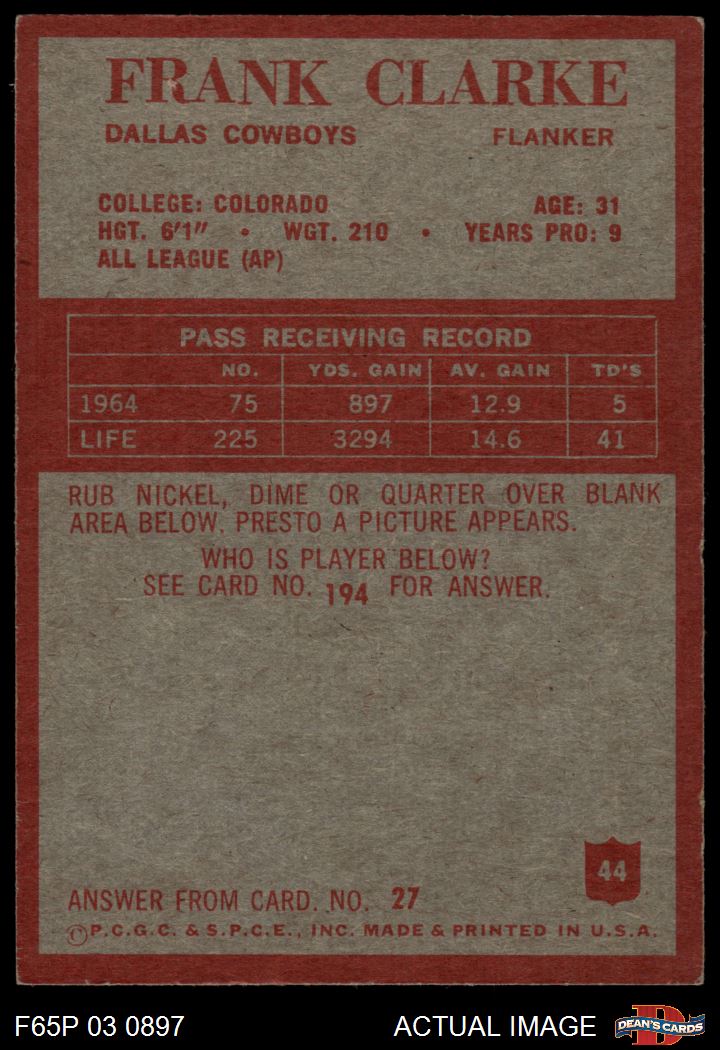 FRANK CLARKE
DALLAS COWBOYS FLANKER
COLLEGE: COLORADO AGE: 31
HGT. 6'1" • WGT. 210 • YEARS PRO: 9
ALL LEAGUE (AP)
PASS RECEIVING RECORD
NO. YDS. GAIN AV. GAIN TD'S
1964 75 897 12.9 5
LIFE 225 3294 14.6 41
RUB NICKEL, DIME OR QUARTER OVER BLANK
AREA BELOW. PRESTO A PICTURE APPEARS.
WHO IS PLAYER BELOW?
SEE CARD NO. 194 FOR ANSWER.
44
ANSWER FROM CARD. NO. 27
©P.C.G.C. & S.P.C.E., INC. MADE & PRINTED IN U.S.A.
F65P 03 0897 ACTUAL IMAGE DEAN'S CARDS